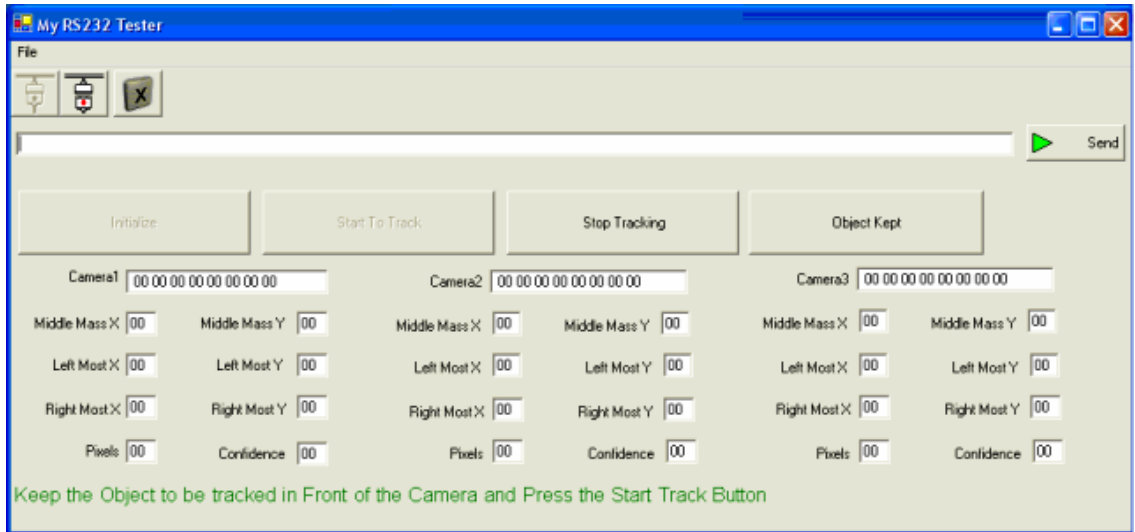 My RS232 Tester
File
X
Send
Initialize Start To Track Stop Tracking Object Kept
Camera1 00 00 00 00 00 00 00 00 Camera2 00 00 00 00 00 00 00 00 Camera3 00 00 00 00 00 00 00 00
Middle Mass X 00 Middle Mass Y 00 Middle Mass X 00 Middle Mass Y 00 Middle Mass X 00 Middle Mass Y 00
Left Most X 00 Left Most Y 00 Left Most X 00 Left Most Y 00 Left Most X 00 Left Most Y 00
Right Most X 00 Right Most Y 00 Right Most X 00 Right Most Y 00 Right Most X 00 Right Most Y 00
Pixels 00 Confidence 00 Pixels 00 Confidence 00 Pixels 00 Confidence 00
Keep the Object to be tracked in Front of the Camera and Press the Start Track Button